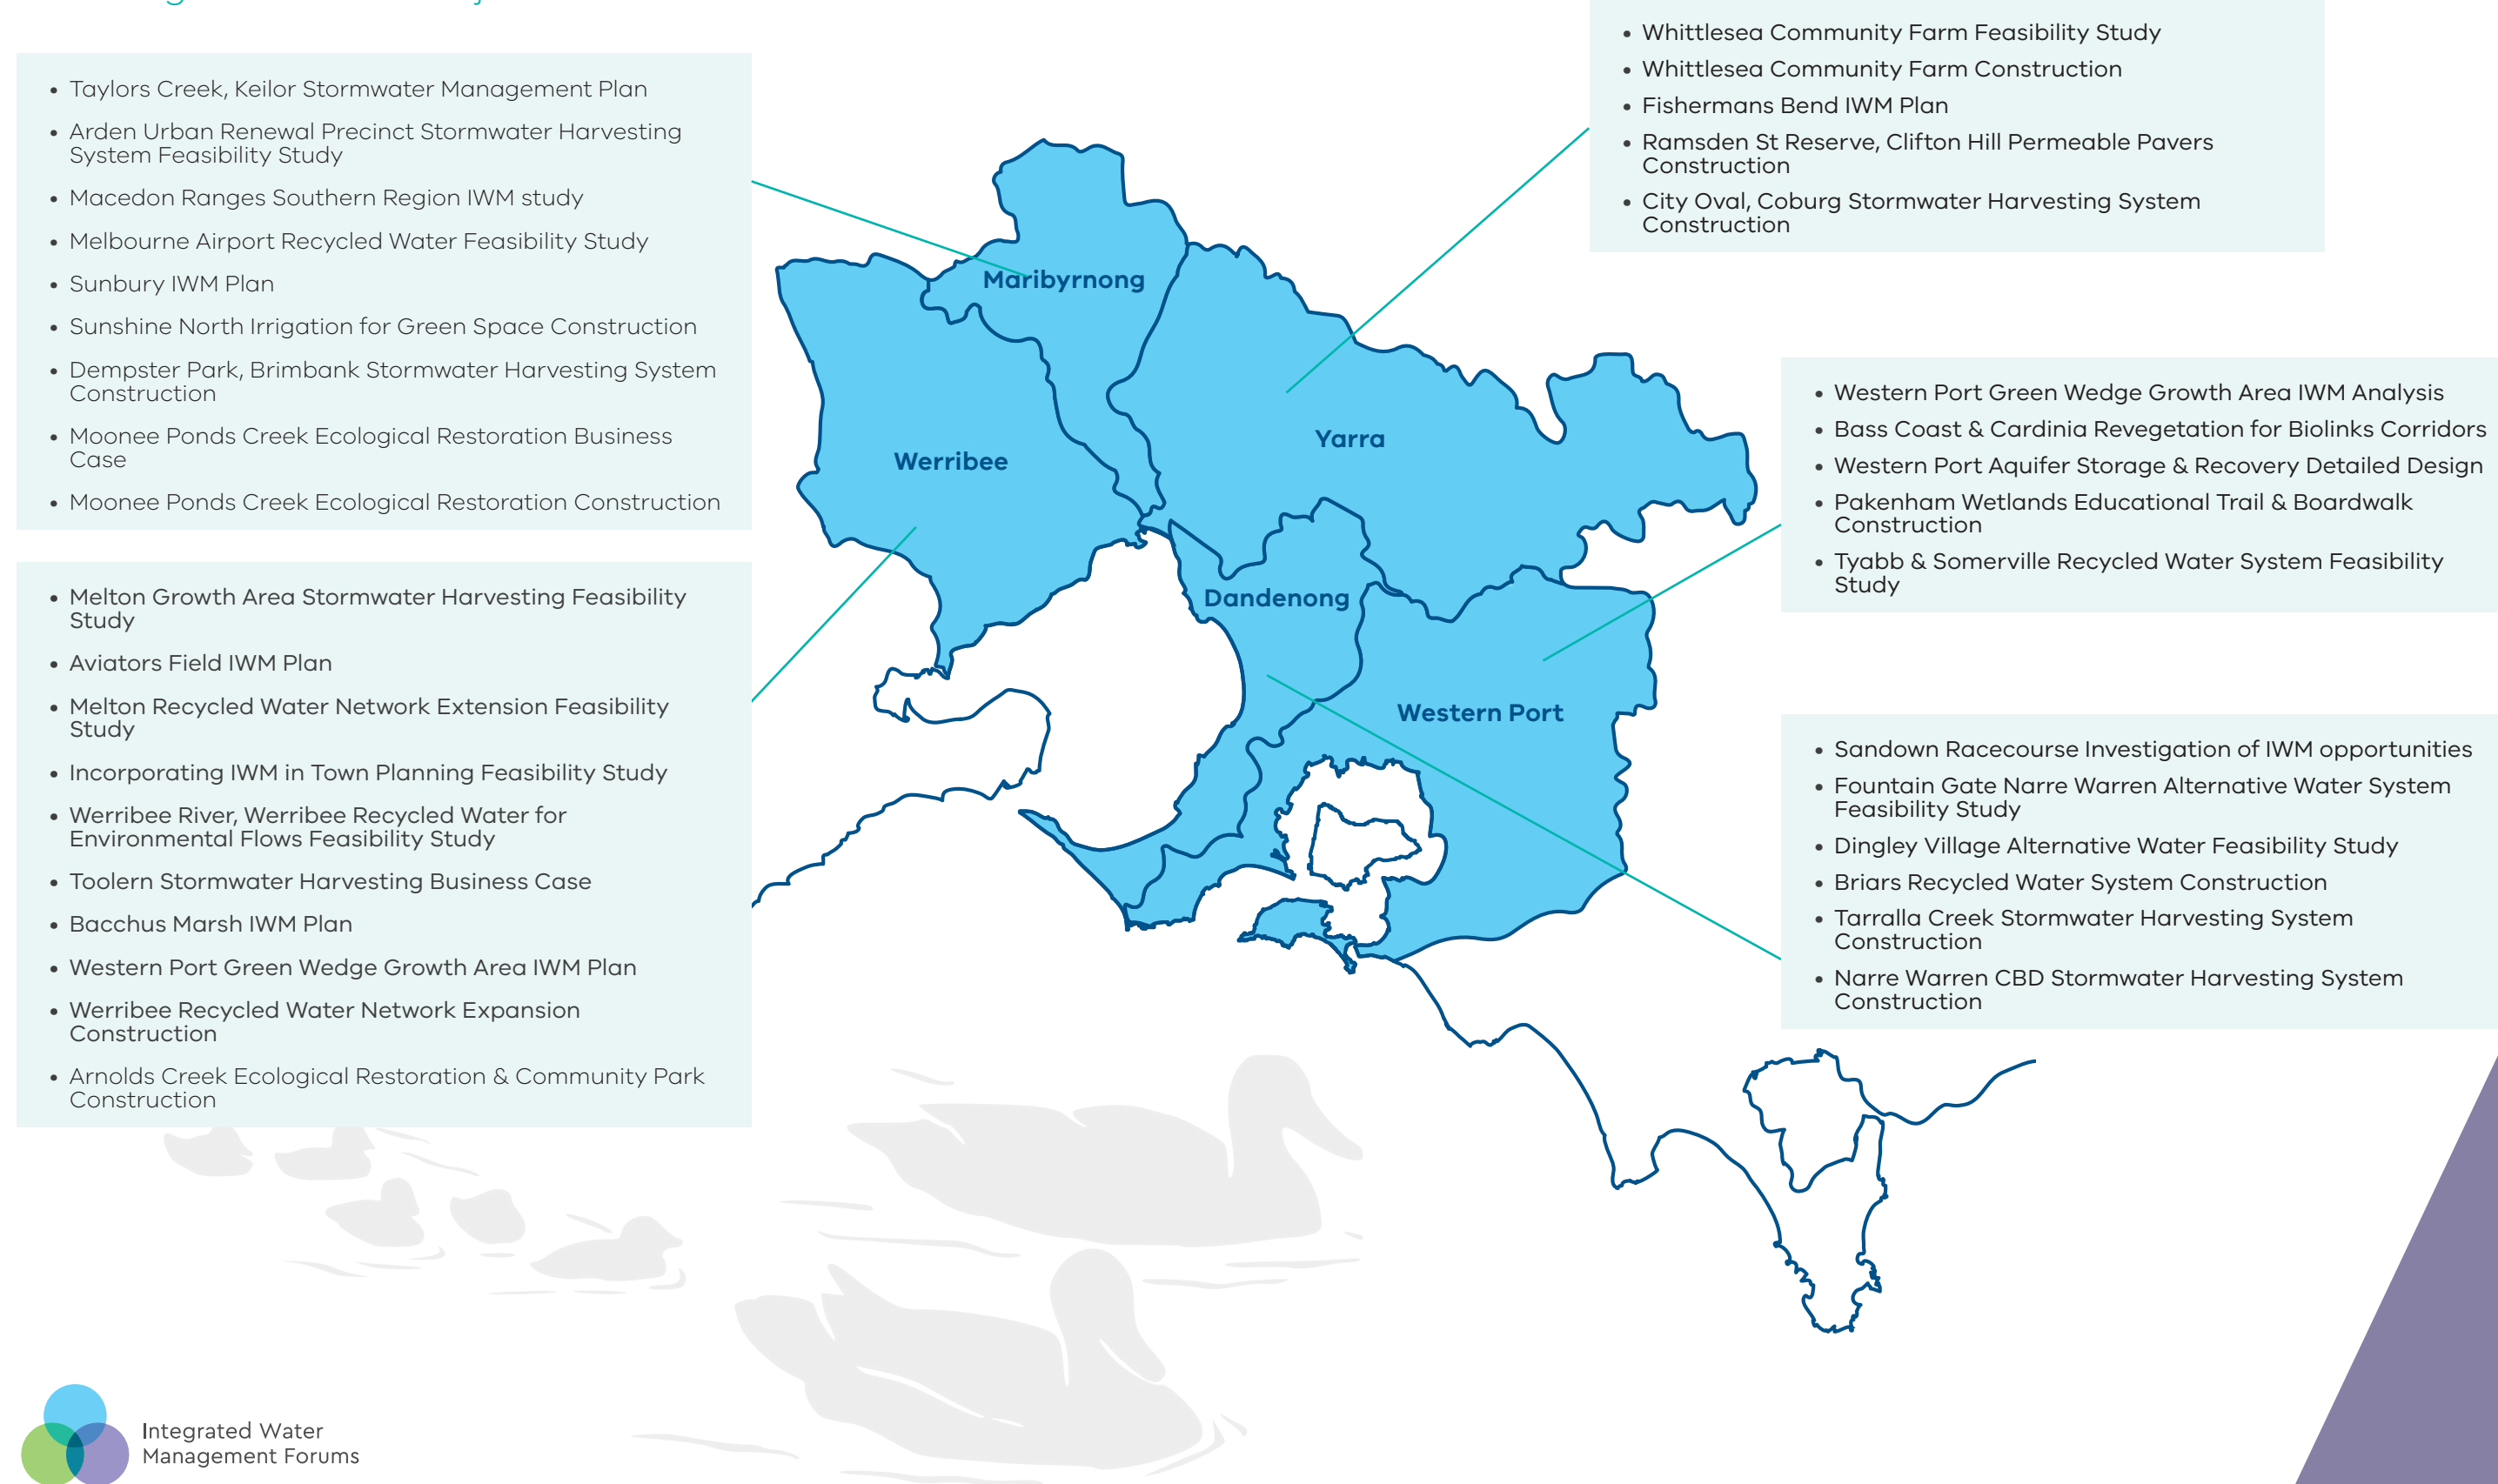 • Taylors Creek, Keilor Stormwater Management Plan
• Arden Urban Renewal Precinct Stormwater Harvesting
System Feasibility Study
• Macedon Ranges Southern Region IWM study
• Melbourne Airport Recycled Water Feasibility Study
• Sunbury IWM Plan
• Sunshine North Irrigation for Green Space Construction
• Dempster Park, Brimbank Stormwater Harvesting System
Construction
• Moonee Ponds Creek Ecological Restoration Business
Case
• Moonee Ponds Creek Ecological Restoration Construction
• Melton Growth Area Stormwater Harvesting Feasibility
Study
• Aviators Field IWM Plan
• Melton Recycled Water Network Extension Feasibility
Study
• Incorporating IWM in Town Planning Feasibility Study
• Werribee River, Werribee Recycled Water for
Environmental Flows Feasibility Study
• Toolern Stormwater Harvesting Business Case
• Bacchus Marsh IWM Plan
• Western Port Green Wedge Growth Area IWM Plan
• Werribee Recycled Water Network Expansion
Construction
• Arnolds Creek Ecological Restoration & Community Park
Construction
Maribyrnong
Werribee
Yarra
Dandenong
Western Port
• Whittlesea Community Farm Feasibility Study
• Whittlesea Community Farm Construction
• Fishermans Bend IWM Plan
• Ramsden St Reserve, Clifton Hill Permeable Pavers
Construction
• City Oval, Coburg Stormwater Harvesting System
Construction
• Western Port Green Wedge Growth Area IWM Analysis
• Bass Coast & Cardinia Revegetation for Biolinks Corridors
• Western Port Aquifer Storage & Recovery Detailed Design
• Pakenham Wetlands Educational Trail & Boardwalk
Construction
• Tyabb & Somerville Recycled Water System Feasibility
Study
• Sandown Racecourse Investigation of IWM opportunities
• Fountain Gate Narre Warren Alternative Water System
Feasibility Study
• Dingley Village Alternative Water Feasibility Study
• Briars Recycled Water System Construction
• Tarralla Creek Stormwater Harvesting System
Construction
• Narre Warren CBD Stormwater Harvesting System
Construction
Integrated Water
Management Forums